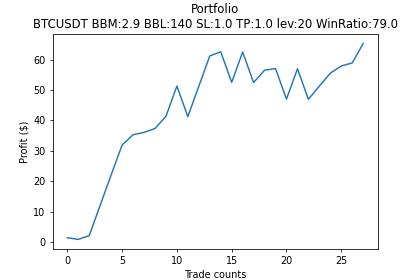 Portfolio
BTCUSDT BBM:2.9 BBL:140 SL:1.0 TP:1.0 lev:20 WinRatio:79.0
Profit ($)
60
50
40
30
20
10
0
0 5 10 15 20 25
Trade counts